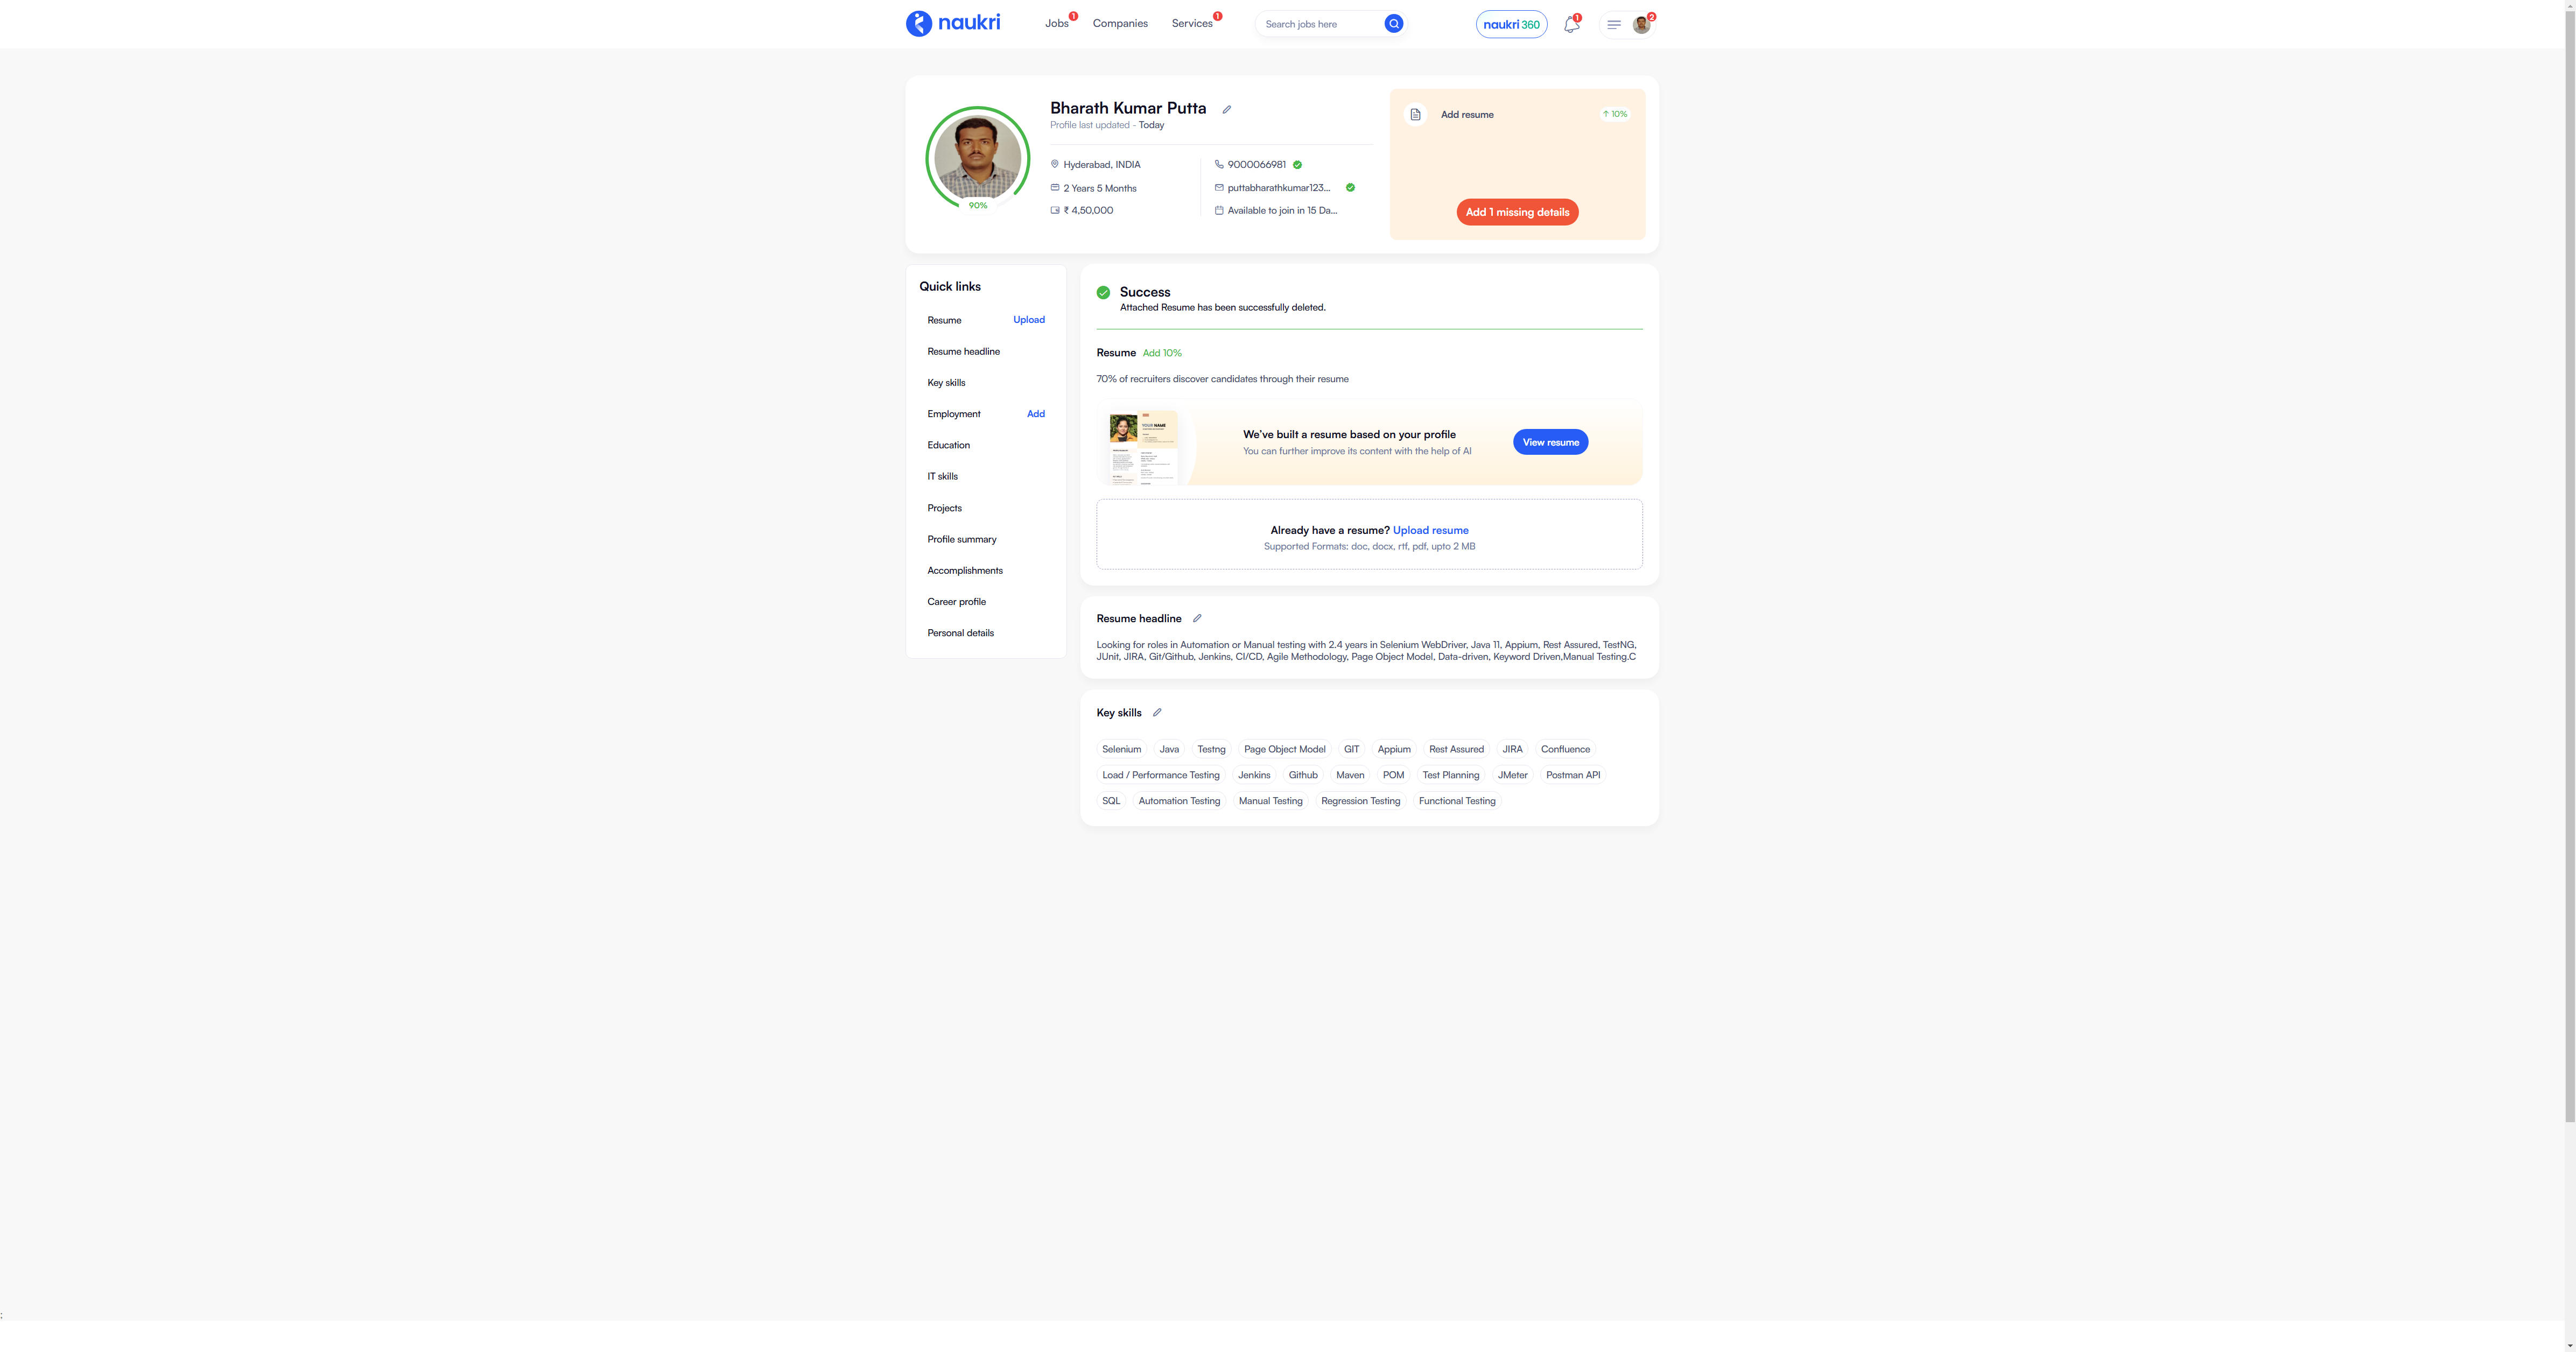 naukri
Jobs 1 Companies Services 1 Search jobs here naukri 360 1 2
Bharath Kumar Putta
Profile last updated - Today
Hyderabad, INDIA
2 Years 5 Months
₹ 4,50,000
9000066981
puttabharathkumar123...
Available to join in 15 Da...
90%
Add resume 10%
Add 1 missing details
Quick links
Resume Upload
Resume headline
Key skills
Employment Add
Education
IT skills
Projects
Profile summary
Accomplishments
Career profile
Personal details
Success
Attached Resume has been successfully deleted.
Resume Add 10%
70% of recruiters discover candidates through their resume
YOUR NAME
We've built a resume based on your profile
You can further improve its content with the help of AI
View resume
Already have a resume? Upload resume
Supported Formats: doc, docx, rtf, pdf, upto 2 MB
Resume headline
Looking for roles in Automation or Manual testing with 2.4 years in Selenium WebDriver, Java 11, Appium, Rest Assured, TestNG,
JUnit, JIRA, Git/Github, Jenkins, CI/CD, Agile Methodology, Page Object Model, Data-driven, Keyword Driven,Manual Testing.C
Key skills
Selenium Java Testng Page Object Model GIT Appium Rest Assured JIRA Confluence
Load / Performance Testing Jenkins Github Maven POM Test Planning JMeter Postman API
SQL Automation Testing Manual Testing Regression Testing Functional Testing
: